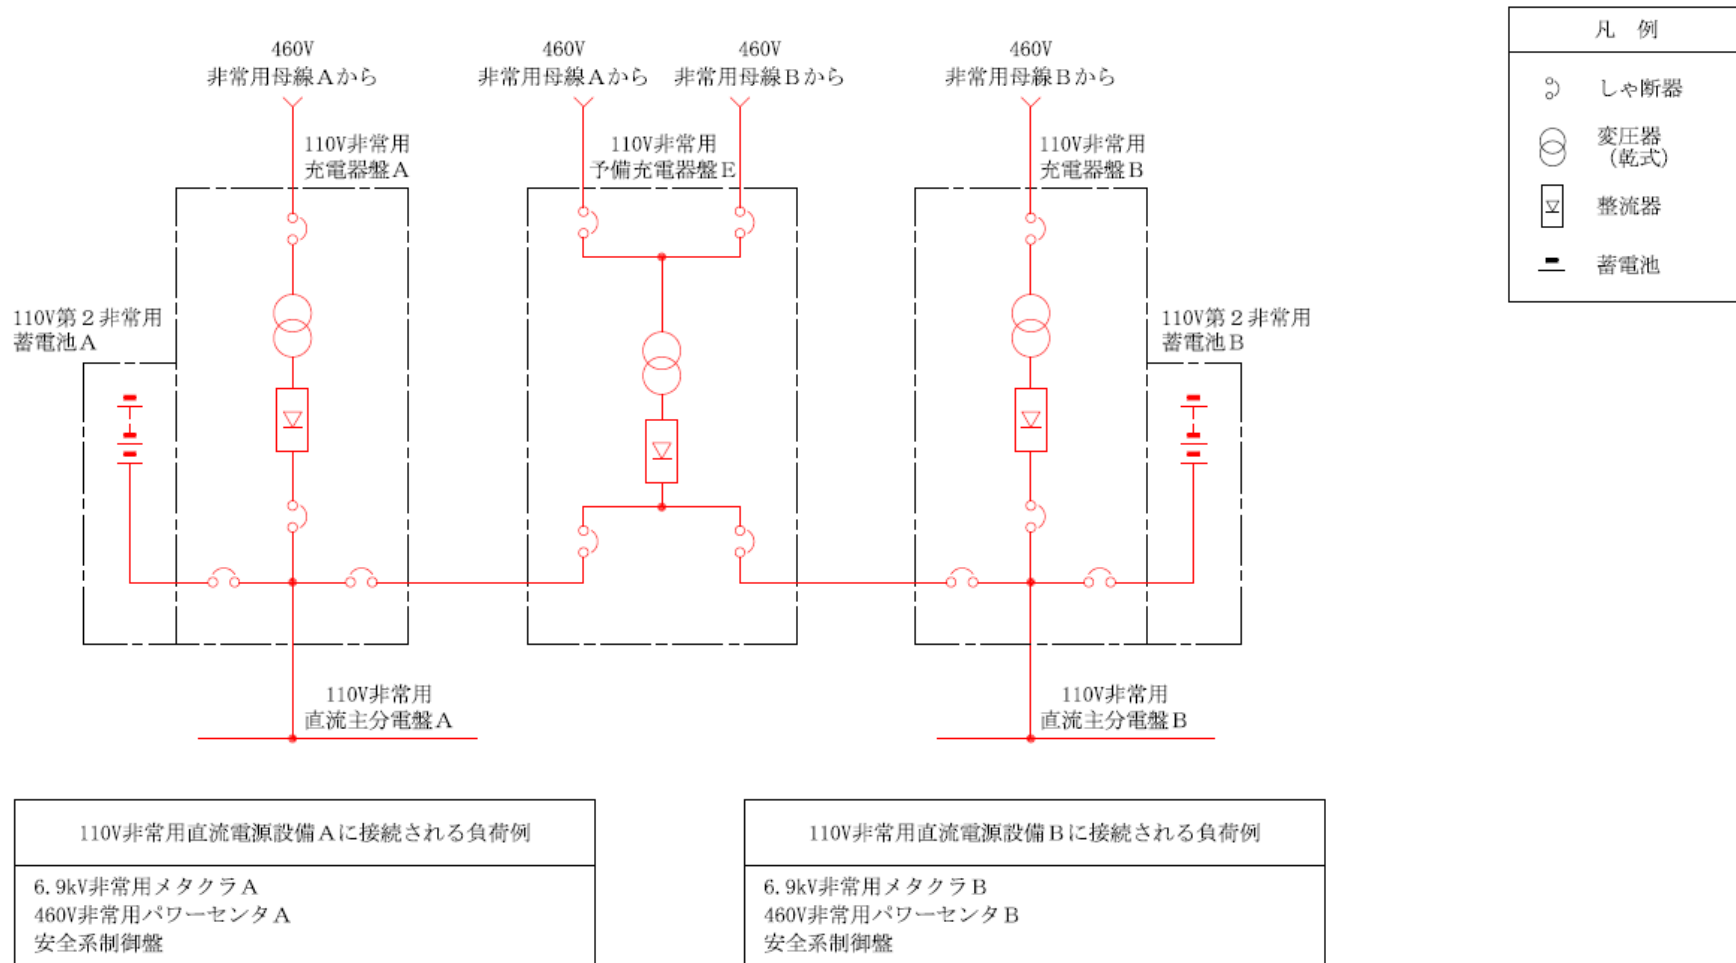 460V
非常用母線Aから
460V
非常用母線Aから
460V
非常用母線Bから
460V
非常用母線Bから
110V非常用
充電器盤A
110V非常用
予備充電器盤E
110V非常用
充電器盤B
110V第2非常用
蓄電池A
110V第2非常用
蓄電池B
110V非常用
直流主分電盤A
110V非常用
直流主分電盤B
凡 例
しゃ断器
変圧器
(乾式)
整流器
蓄電池
110V非常用直流電源設備Aに接続される負荷例
6.9kV非常用メタクラA
460V非常用パワーセンタA
安全系制御盤
110V非常用直流電源設備Bに接続される負荷例
6.9kV非常用メタクラB
460V非常用パワーセンタB
安全系制御盤